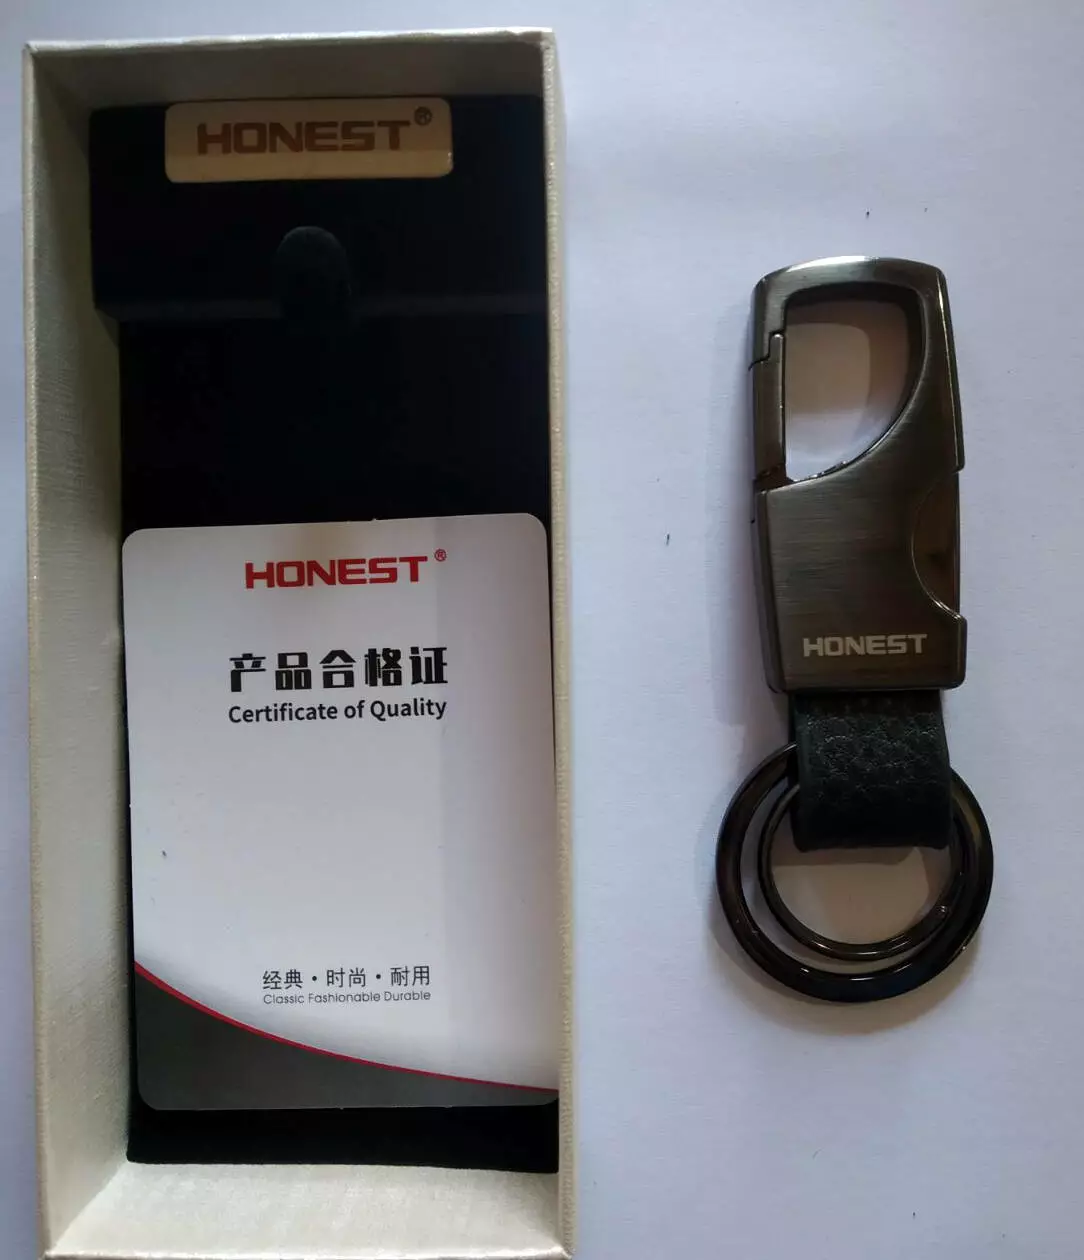 HONEST®
HONEST®
产品合格证
Certificate of Quality
经典·时尚·耐用
Classic Fashionable Durable
HONEST